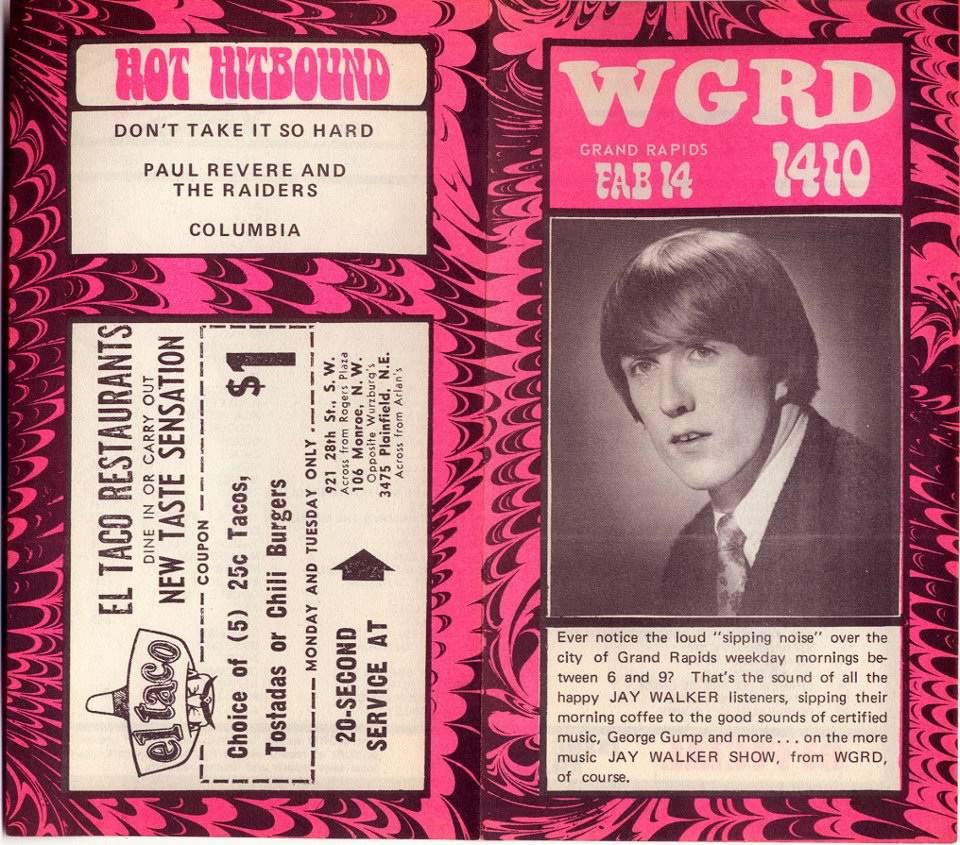 HOT HITBOUND
DON'T TAKE IT SO HARD
PAUL REVERE AND
THE RAIDERS
COLUMBIA
el taco
EL TACO RESTAURANTS
DINE IN OR CARRY OUT
NEW TASTE SENSATION
COUPON
Choice of (5) 25c Tacos,
Tostadas or Chili Burgers
$1
MONDAY AND TUESDAY ONLY
20-SECOND
SERVICE AT
921 28th St., S. W.
Across from Rogers Plaza
106 Monroe, N. W.
Opposite Wurzburg's
3475 Plainfield, N.E.
Across from Arlan's
WGRD
GRAND RAPIDS
FAB 14
1410
Ever notice the loud "sipping noise" over the
city of Grand Rapids weekday mornings be-
tween 6 and 9? That's the sound of all the
happy JAY WALKER listeners, sipping their
morning coffee to the good sounds of certified
music, George Gump and more . . . on the more
music JAY WALKER SHOW, from WGRD,
of course.